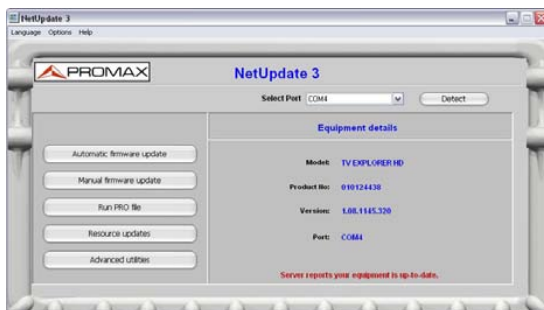 NetUpdate 3
Language Options Help
PROMAX
NetUpdate 3
Select Port COM4 Detect
Equipment details
Automatic firmware update
Manual firmware update
Run PRO file
Resource updates
Advanced utilities
Model: TV EXPLORER HD
Product No: 010124438
Version: 1.08.1145.320
Port: COM4
Server reports your equipment is up-to-date.